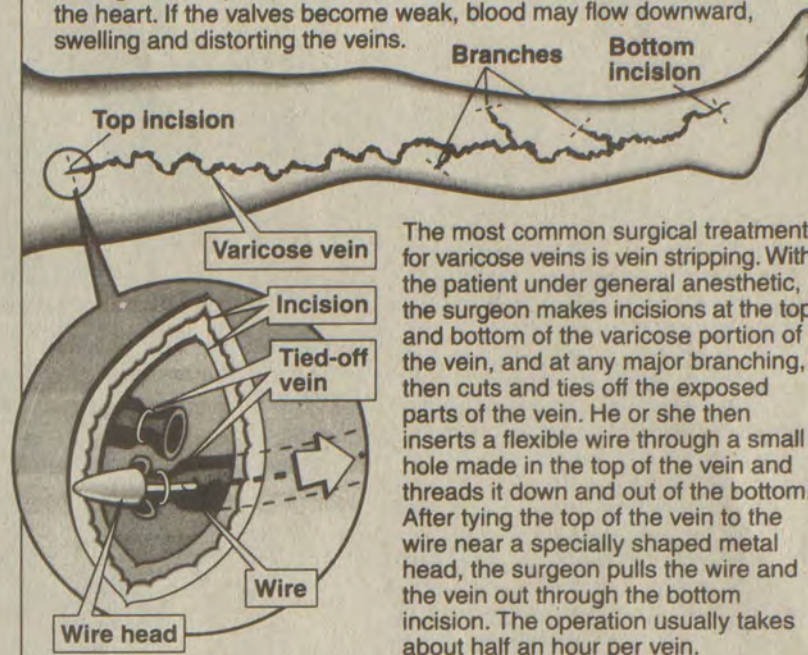 the heart. If the valves become weak, blood may flow downward,
swelling and distorting the veins.
Branches
Bottom
incision
Top incision
Varicose vein
Incision
Tied-off
vein
Wire
Wire head
The most common surgical treatment
for varicose veins is vein stripping. With
the patient under general anesthetic,
the surgeon makes incisions at the top
and bottom of the varicose portion of
the vein, and at any major branching,
then cuts and ties off the exposed
parts of the vein. He or she then
inserts a flexible wire through a small
hole made in the top of the vein and
threads it down and out of the bottom
After tying the top of the vein to the
wire near a specially shaped metal
head, the surgeon pulls the wire and
the vein out through the bottom
incision. The operation usually takes
about half an hour per vein.